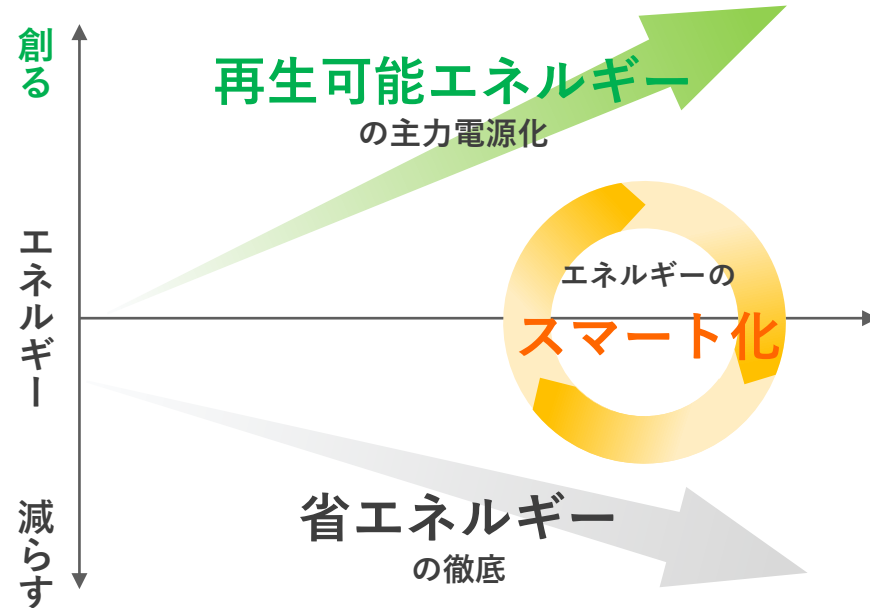 創る
再生可能エネルギー
の主力電源化
エネルギー
エネルギーの
スマート化
省エネルギー
の徹底
減らす